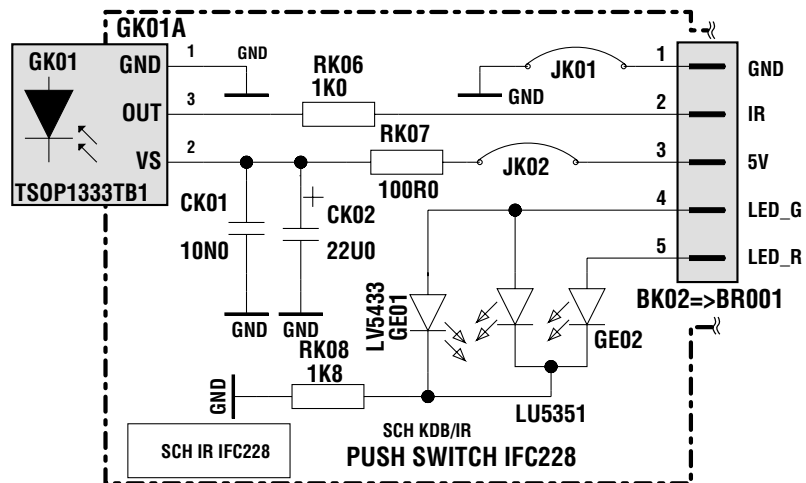 GK01A
GK01
GND
1
GND
OUT
3
VS
2
TSOP1333TB1
RK06
1K0
GND
JK01
1
GND
2
IR
RK07
100R0
JK02
3
5V
4
LED_G
5
LED_R
BK02=>BR001
CK01
10N0
+
CK02
22U0
GND
GND
LV5433
GE01
GE02
LU5351
RK08
1K8
GND
SCH IR IFC228
SCH KDB/IR
PUSH SWITCH IFC228